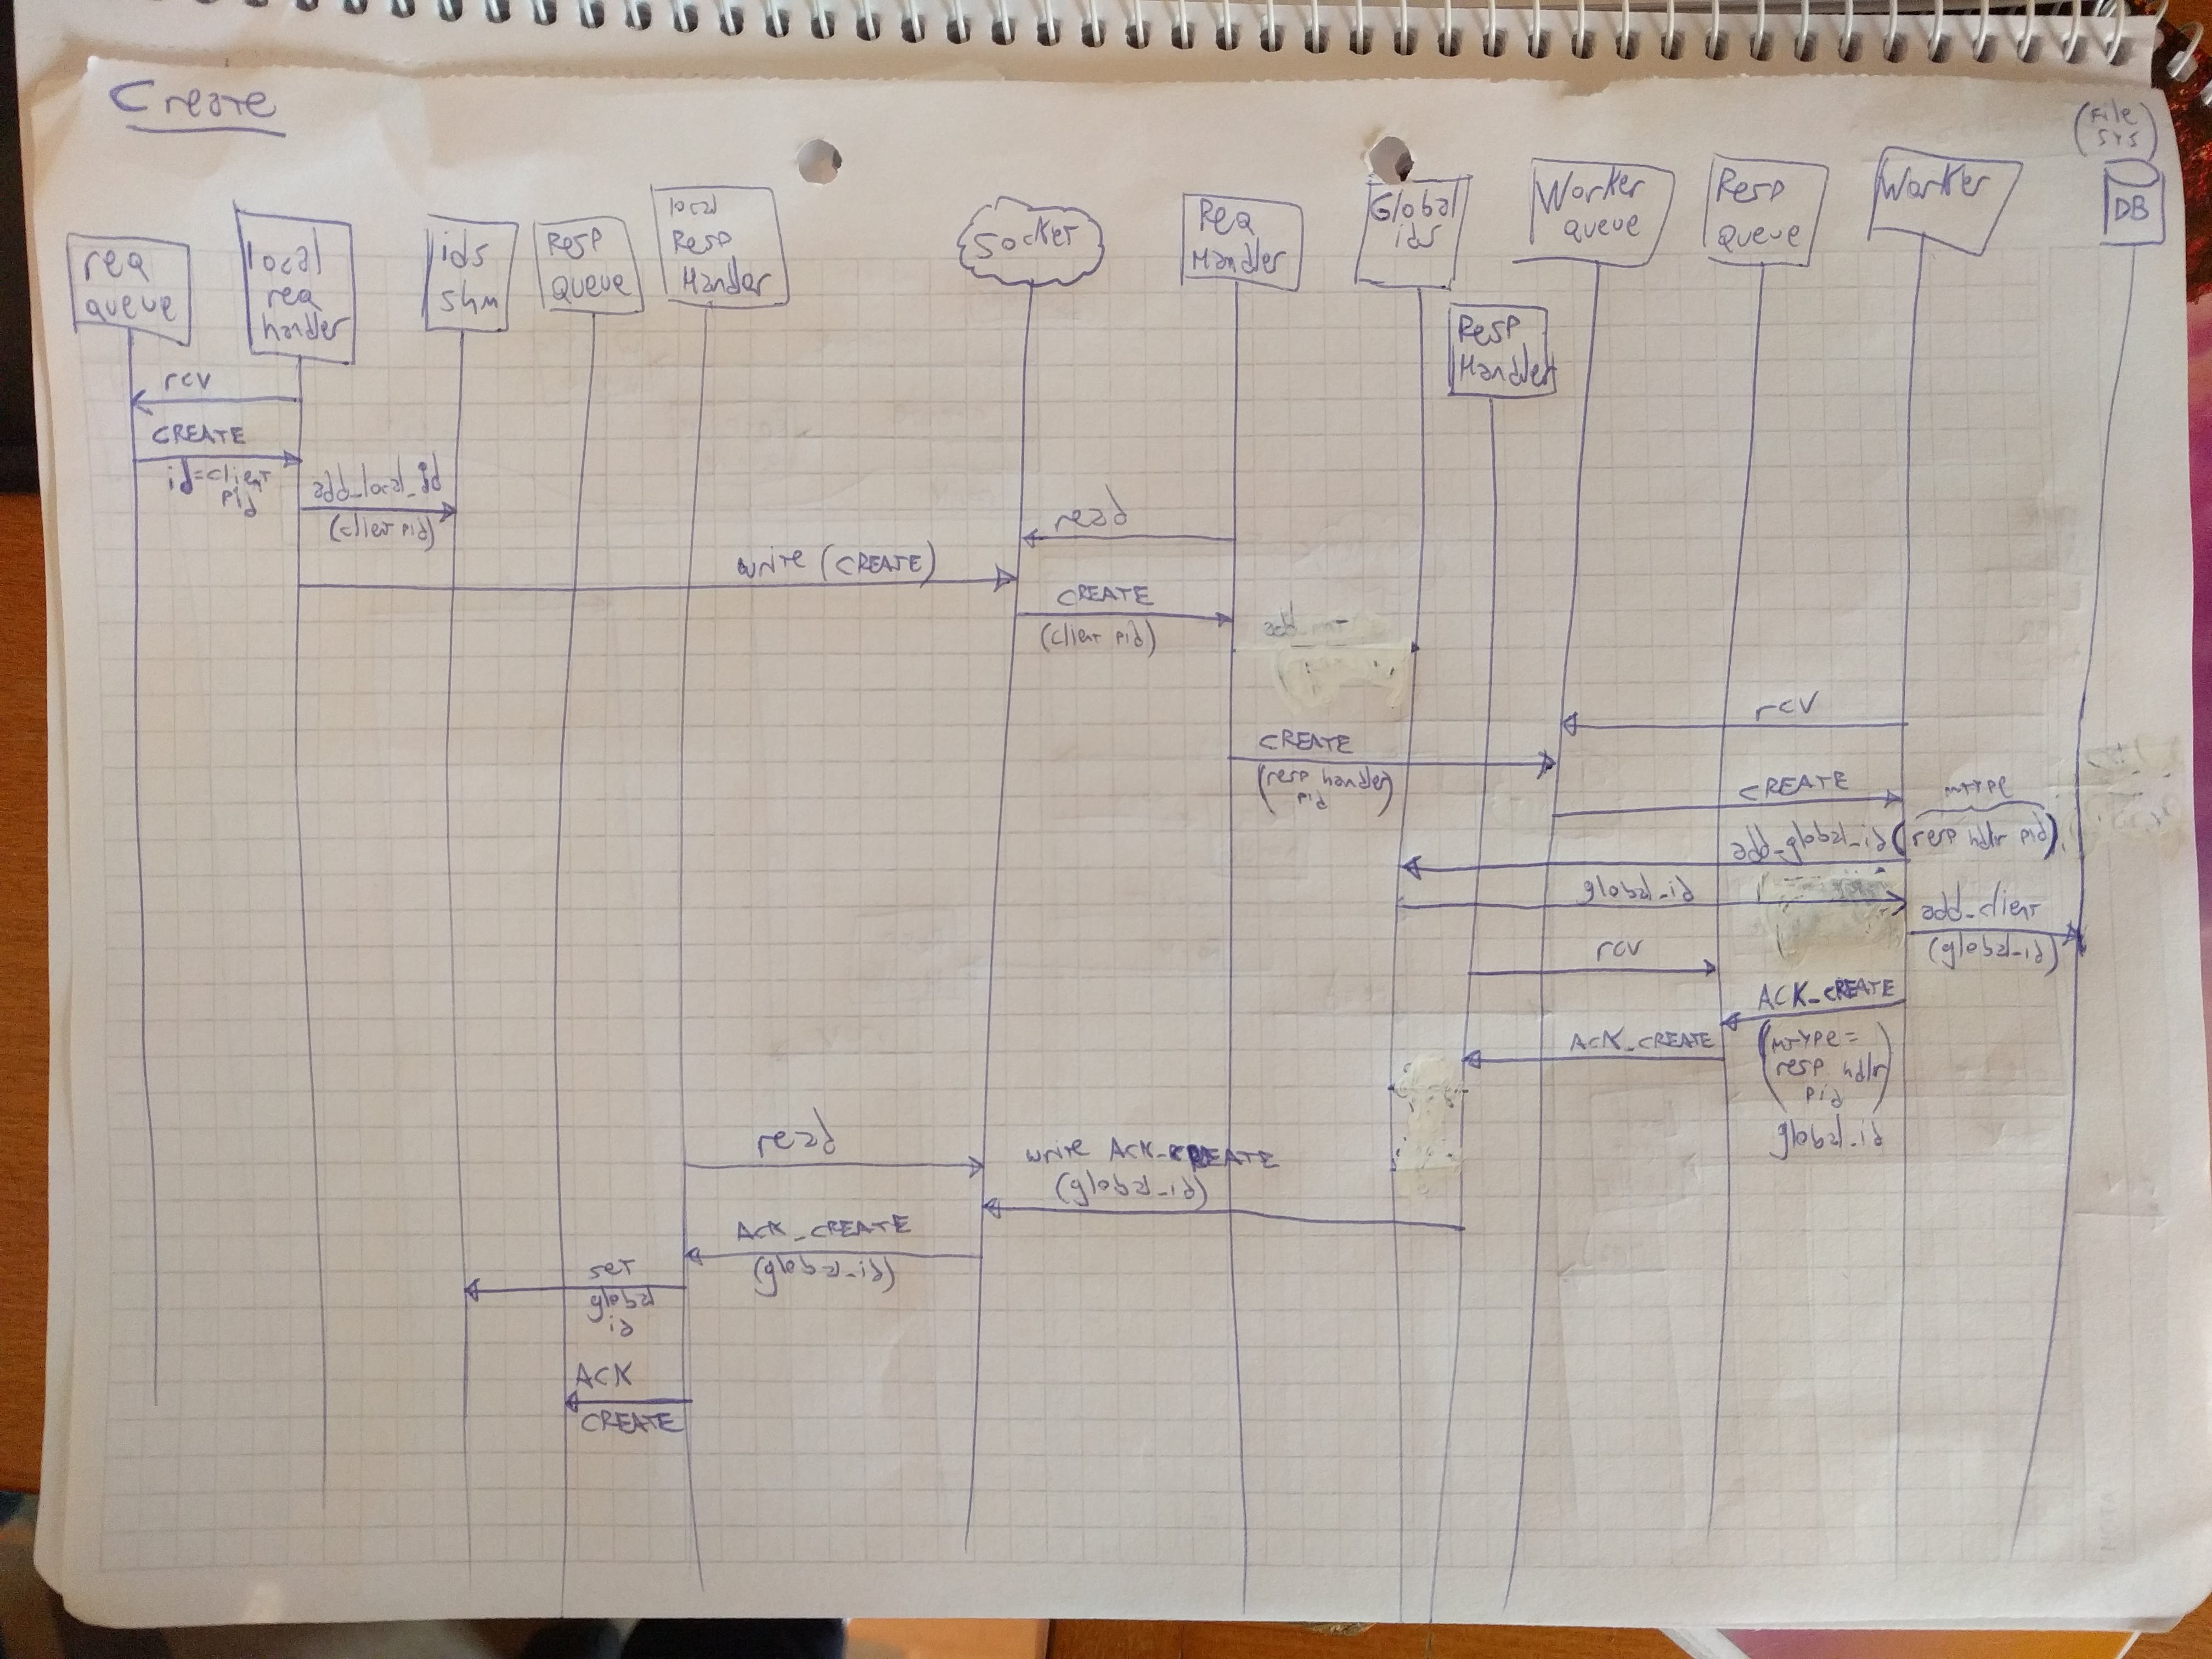 Create
(File
sys)
req
queue
local
req
handler
ids
shm
Resp
Queue
local
Resp
Handler
Socket
Req
Handler
Global
ids
Resp
Handler
Worker
queue
Resp
Queue
Worker
DB
rcv
CREATE
id=client
pid
add_local_id
(client pid)
read
write (CREATE)
CREATE
(client pid)
rcv
CREATE
(resp handler
pid)
CREATE
mtype
add_global_id (resp hdlr pid)
global_id
add_client
(global_id)
rcv
ACK_CREATE
ACK_CREATE
(mtype=
resp hdlr
pid)
global_id
read
write ACK_CREATE
(global_id)
ACK_CREATE
(global_id)
set
global
id
ACK
CREATE